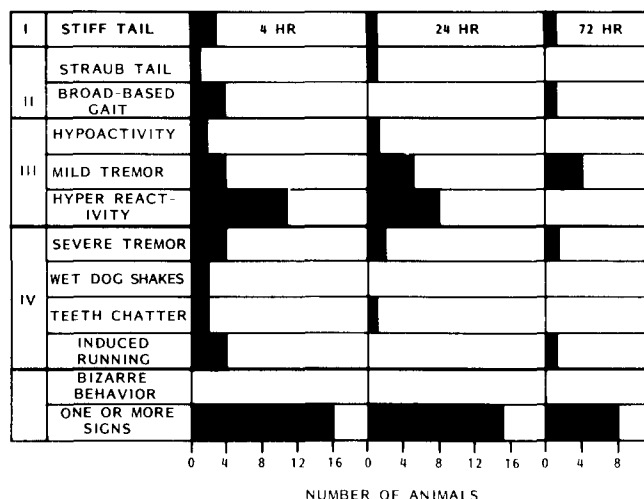 I STIFF TAIL 4 HR 24 HR 72 HR
STRAUB TAIL
II BROAD-BASED
GAIT
HYPOACTIVITY
III MILD TREMOR
HYPER REACT-
IVITY
SEVERE TREMOR
WET DOG SHAKES
IV
TEETH CHATTER
INDUCED
RUNNING
BIZARRE
BEHAVIOR
ONE OR MORE
SIGNS
0 4 8 12 16 0 4 8 12 16 0 4 8
NUMBER OF ANIMALS